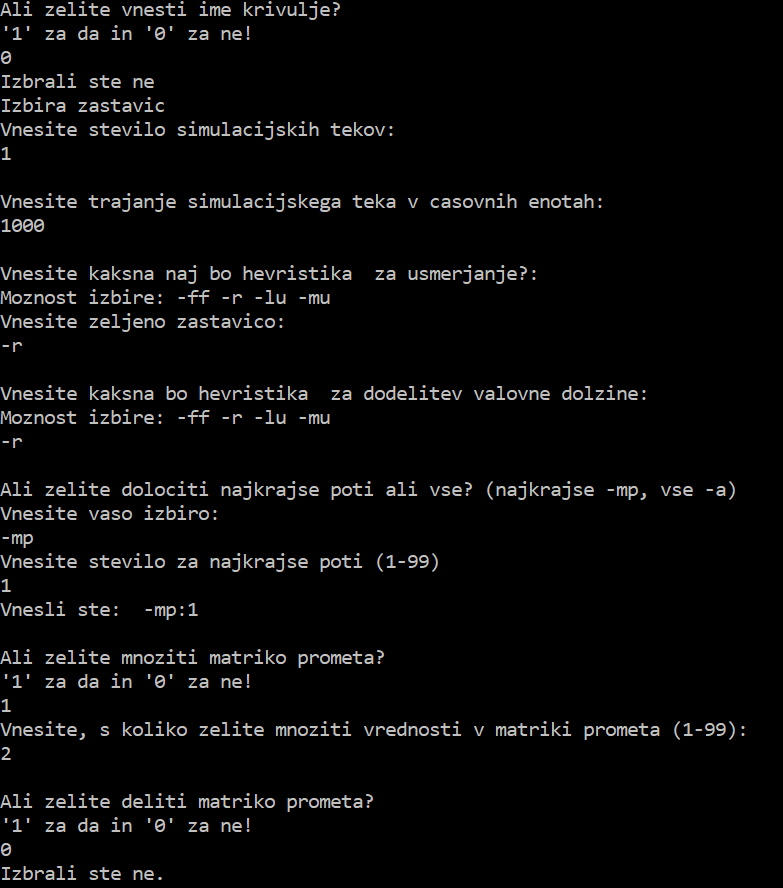 Ali zelite vnesti ime krivulje?
'1' za da in '0' za ne!
0
Izbrali ste ne
Izbira zastavic
Vnesite stevilo simulacijskih tekov:
1
Vnesite trajanje simulacijskega teka v casovnih enotah:
1000
Vnesite kaksna naj bo hevristika  za usmerjanje?:
Moznost izbire: -ff -r -lu -mu
Vnesite zeljeno zastavico:
-r
Vnesite kaksna bo hevristika  za dodelitev valovne dolzine:
Moznost izbire: -ff -r -lu -mu
-r
Ali zelite dolociti najkrajse poti ali vse? (najkrajse -mp, vse -a)
Vnesite vaso izbiro:
-mp
Vnesite stevilo za najkrajse poti (1-99)
1
Vnesli ste:  -mp:1
Ali zelite mnoziti matriko prometa?
'1' za da in '0' za ne!
1
Vnesite, s koliko zelite mnoziti vrednosti v matriki prometa (1-99):
2
Ali zelite deliti matriko prometa?
'1' za da in '0' za ne!
0
Izbrali ste ne.